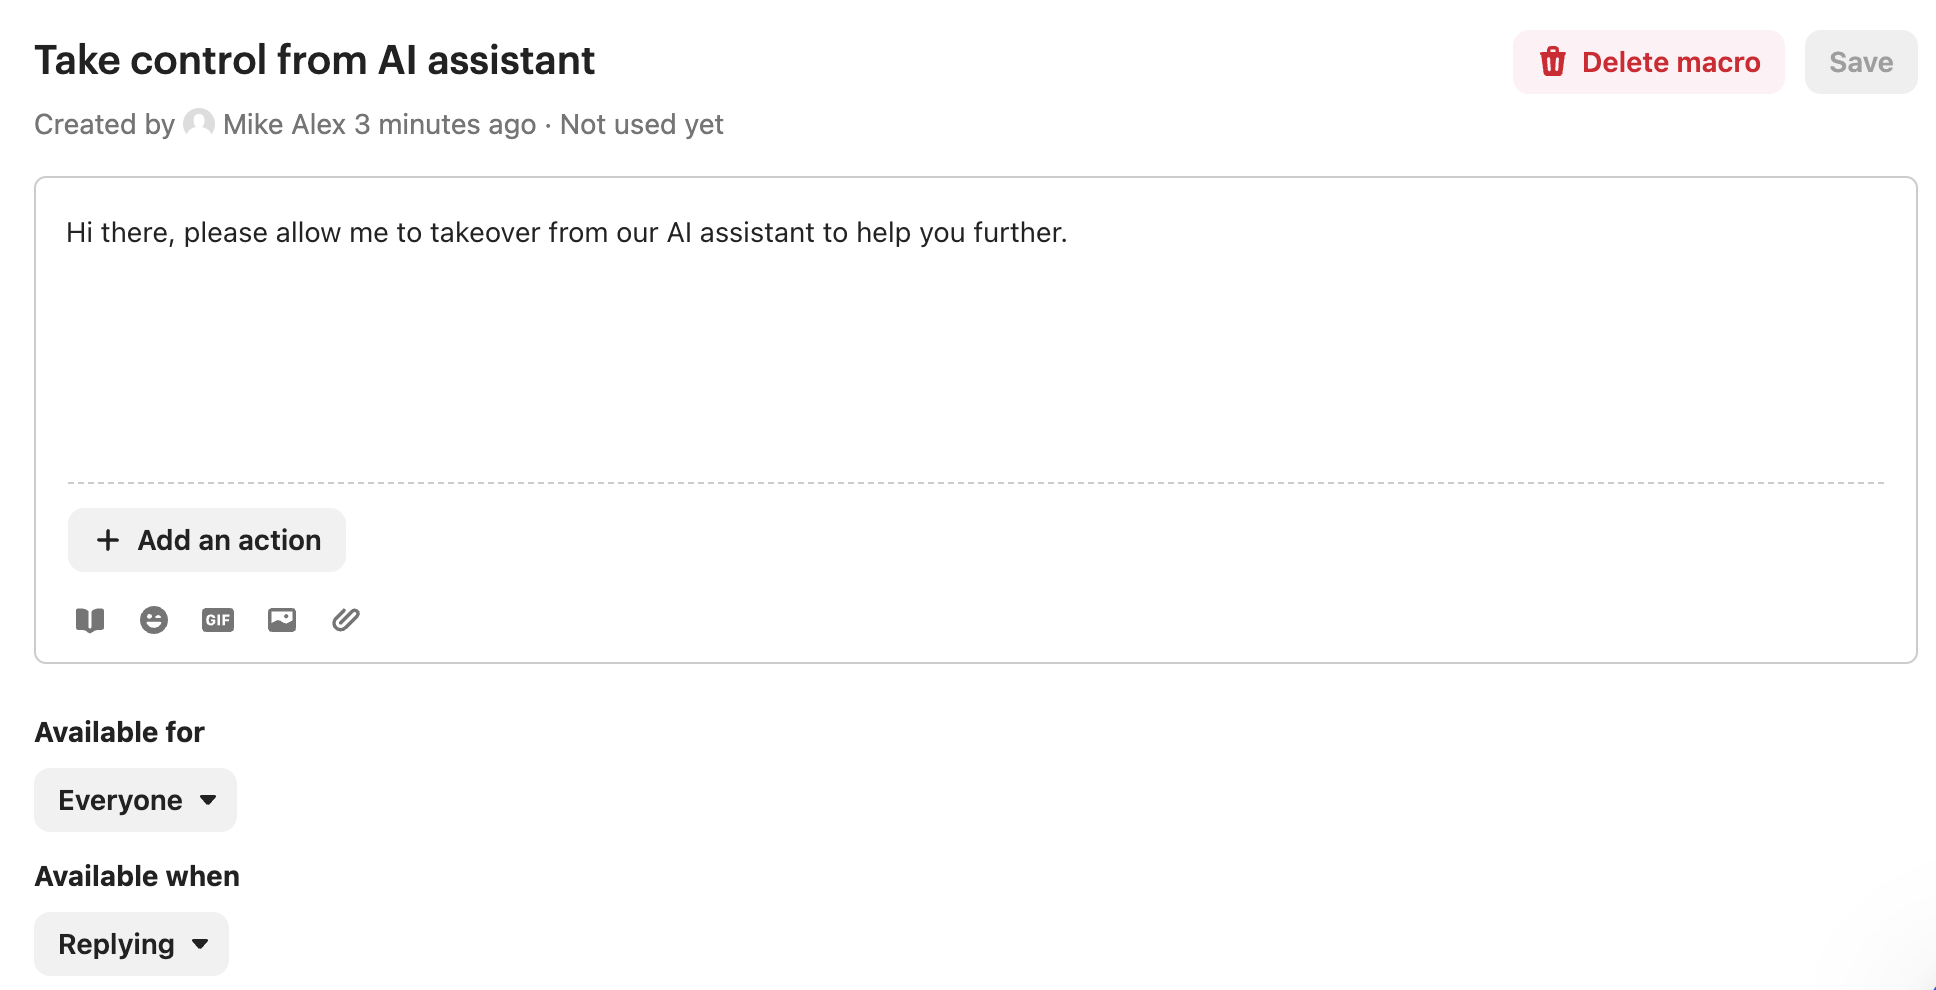 Take control from AI assistant
Delete macro
Save
Created by Mike Alex 3 minutes ago · Not used yet
Hi there, please allow me to takeover from our AI assistant to help you further.
Add an action
GIF
Available for
Everyone
Available when
Replying